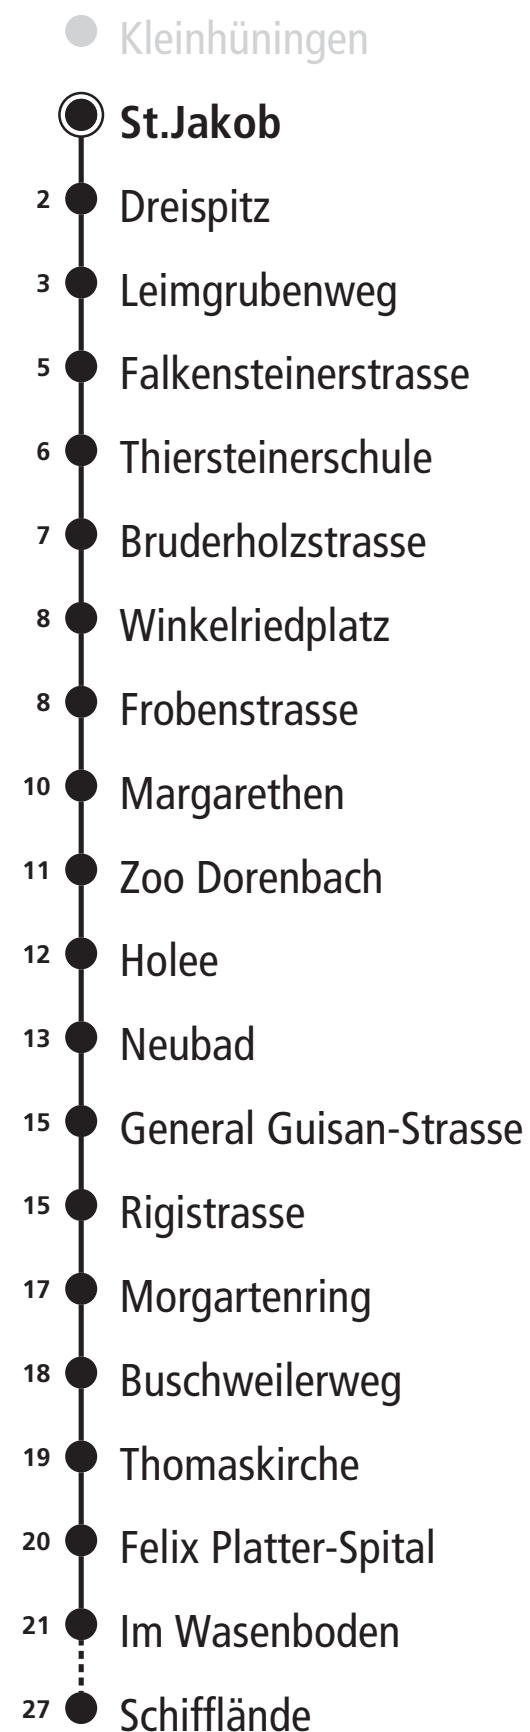 Kleinhüningen
St.Jakob
2 Dreispitz
3 Leimgrubenweg
5 Falkensteinerstrasse
6 Thiersteinerschule
7 Bruderholzstrasse
8 Winkelriedplatz
8 Frobenstrasse
10 Margarethen
11 Zoo Dorenbach
12 Holee
13 Neubad
15 General Guisan-Strasse
15 Rigistrasse
17 Morgartenring
18 Buschweilerweg
19 Thomaskirche
20 Felix Platter-Spital
21 Im Wasenboden
27 Schifflände